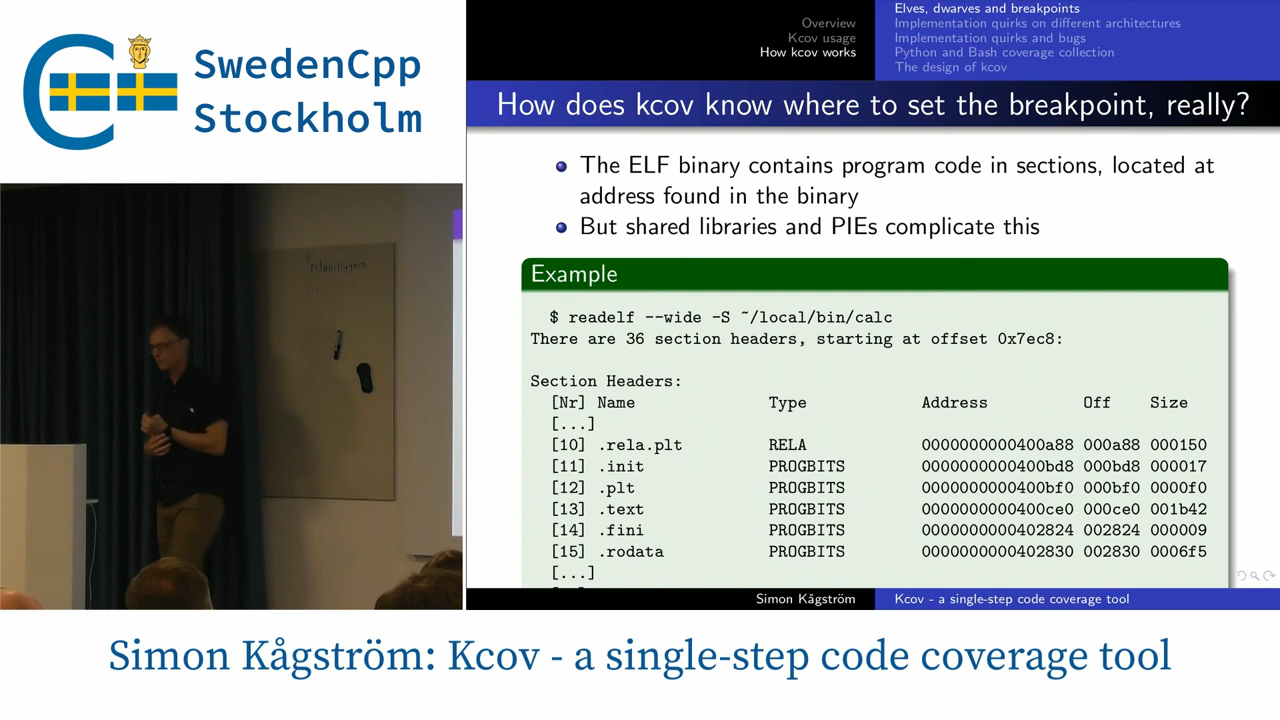 SwedenCpp
Stockholm
Overview
Kcov usage
How kcov works
Elves, dwarves and breakpoints
Implementation quirks on different architectures
Implementation quirks and bugs
Python and Bash coverage collection
The design of kcov
How does kcov know where to set the breakpoint, really?
The ELF binary contains program code in sections, located at
address found in the binary
But shared libraries and PIEs complicate this
Example
$ readelf --wide -S ~/local/bin/calc
There are 36 section headers, starting at offset 0x7ec8:
Section Headers:
[Nr] Name Type Address Off Size
[...]
[10] .rela.plt RELA 0000000000400a88 000a88 000150
[11] .init PROGBITS 0000000000400bd8 000bd8 000017
[12] .plt PROGBITS 0000000000400bf0 000bf0 0000f0
[13] .text PROGBITS 0000000000400ce0 000ce0 001b42
[14] .fini PROGBITS 0000000000402824 002824 000009
[15] .rodata PROGBITS 0000000000402830 002830 0006f5
[...]
Simon Kågström
Kcov - a single-step code coverage tool
Simon Kågström: Kcov - a single-step code coverage tool